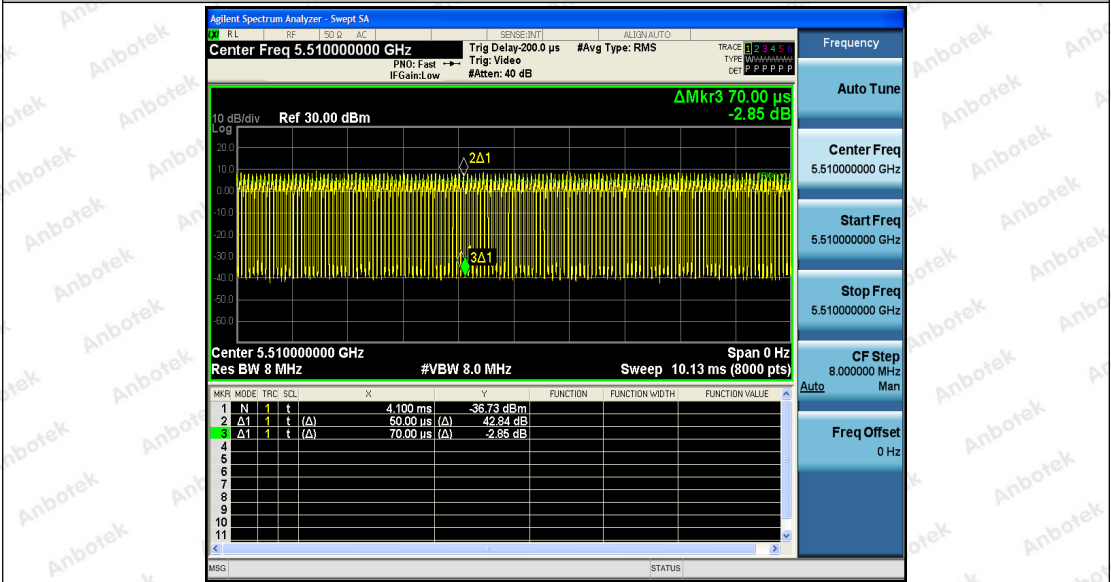 Agilent Spectrum Analyzer - Swept SA
RL RF 50 Ω AC SENSE:INT ALIGNAUTO
Center Freq 5.510000000 GHz
PNO: Fast
IFGain:Low
Trig Delay-200.0 µs
Trig: Video
#Atten: 40 dB
#Avg Type: RMS
TRACE 1 2 3 4 5 6
TYPE
DET P P P P P P
ΔMkr3 70.00 µs
-2.85 dB
10 dB/div Ref 30.00 dBm
Log
20.0
10.0
0.00
-10.0
-20.0
-30.0
-40.0
-50.0
-60.0
2Δ1
3Δ1
Center 5.510000000 GHz Span 0 Hz
Res BW 8 MHz #VBW 8.0 MHz Sweep 10.13 ms (8000 pts)
MKR MODE TRC SCL X Y FUNCTION FUNCTION WIDTH FUNCTION VALUE
1 N 1 t 4.100 ms -36.73 dBm
2 Δ1 1 t (Δ) 50.00 µs (Δ) 42.84 dB
3 Δ1 1 t (Δ) 70.00 µs (Δ) -2.85 dB
4
5
6
7
8
9
10
11
MSG STATUS
Frequency
Auto Tune
Center Freq
5.510000000 GHz
Start Freq
5.510000000 GHz
Stop Freq
5.510000000 GHz
CF Step
8.000000 MHz
Auto Man
Freq Offset
0 Hz
Anbotek